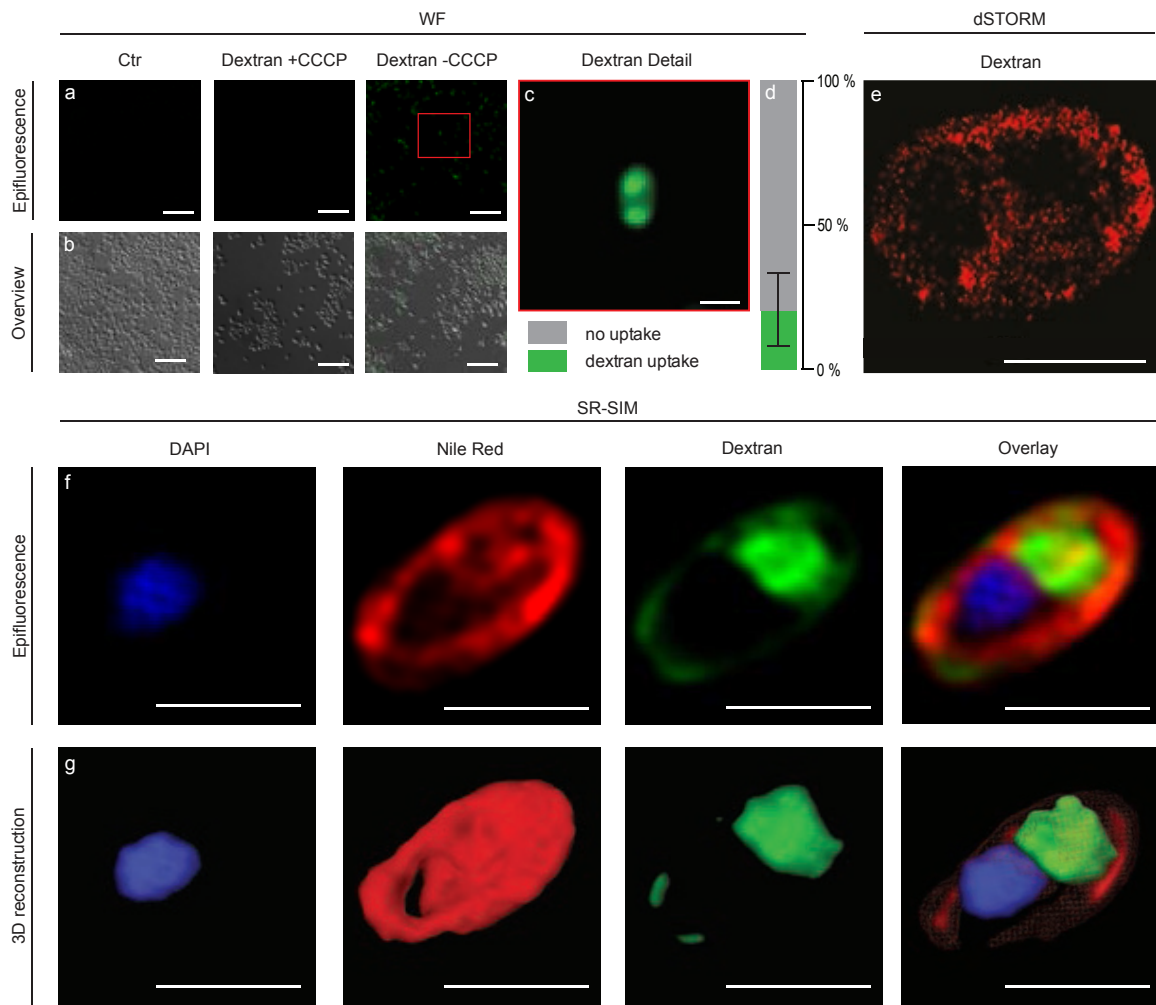 WF
dSTORM
Ctr
Dextran +CCCP
Dextran -CCCP
Dextran Detail
Dextran
Epifluorescence
a
c
d
100 %
50 %
0 %
e
Overview
b
no uptake
dextran uptake
SR-SIM
DAPI
Nile Red
Dextran
Overlay
Epifluorescence
f
3D reconstruction
g